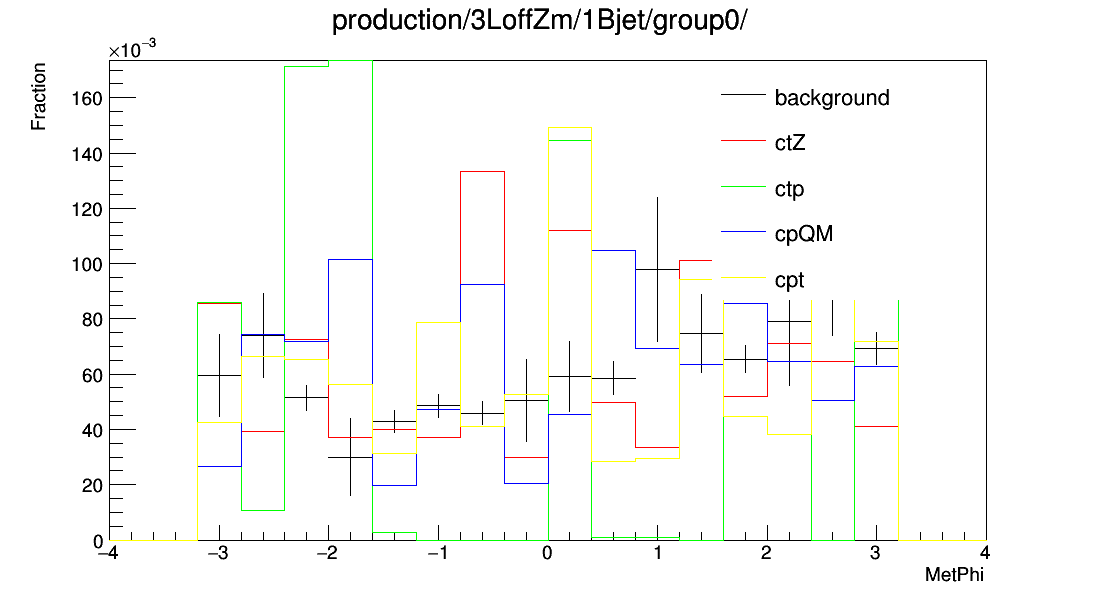 production/3LoffZm/1Bjet/group0/
×10⁻³
Fraction
160
140
120
100
80
60
40
20
0
background
ctZ
ctp
cpQM
cpt
−4 −3 −2 −1 0 1 2 3 4
MetPhi